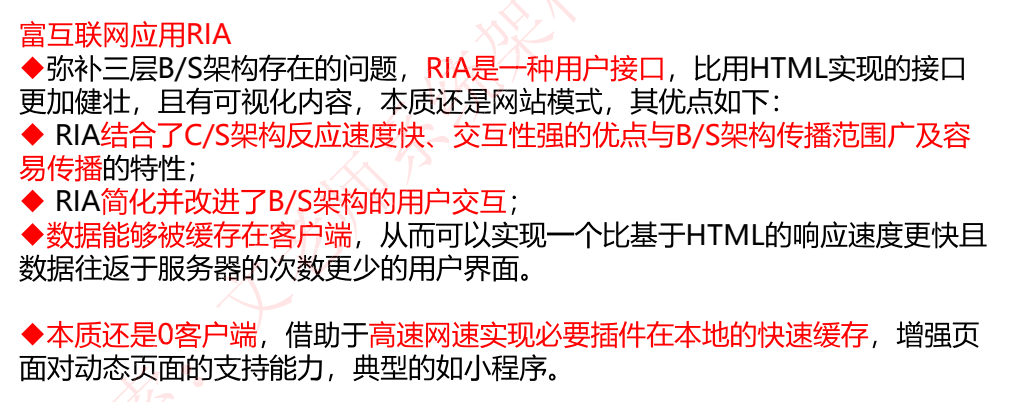 富互联网应用RIA
◆弥补三层B/S架构存在的问题，RIA是一种用户接口，比用HTML实现的接口
更加健壮，且有可视化内容，本质还是网站模式，其优点如下：
◆ RIA结合了C/S架构反应速度快、交互性强的优点与B/S架构传播范围广及容
易传播的特性；
◆ RIA简化并改进了B/S架构的用户交互；
◆数据能够被缓存在客户端，从而可以实现一个比基于HTML的响应速度更快且
数据往返于服务器的次数更少的用户界面。
◆本质还是0客户端，借助于高速网速实现必要插件在本地的快速缓存，增强页
面对动态页面的支持能力，典型的如小程序。